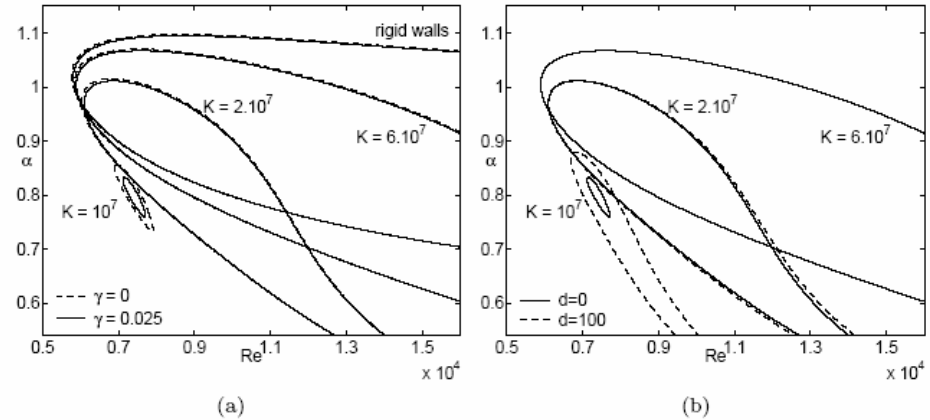 1.1
1
0.9
α
0.8
0.7
0.6
rigid walls
K = 2.10⁷
K = 6.10⁷
K = 10⁷
γ = 0
γ = 0.025
0.5 0.7 0.9 1.1 1.3 1.5
Re
x 10⁴
(a)
1.1
1
0.9
α
0.8
0.7
0.6
K = 2.10⁷
K = 6.10⁷
K = 10⁷
d=0
d=100
0.5 0.7 0.9 1.1 1.3 1.5
Re
x 10⁴
(b)